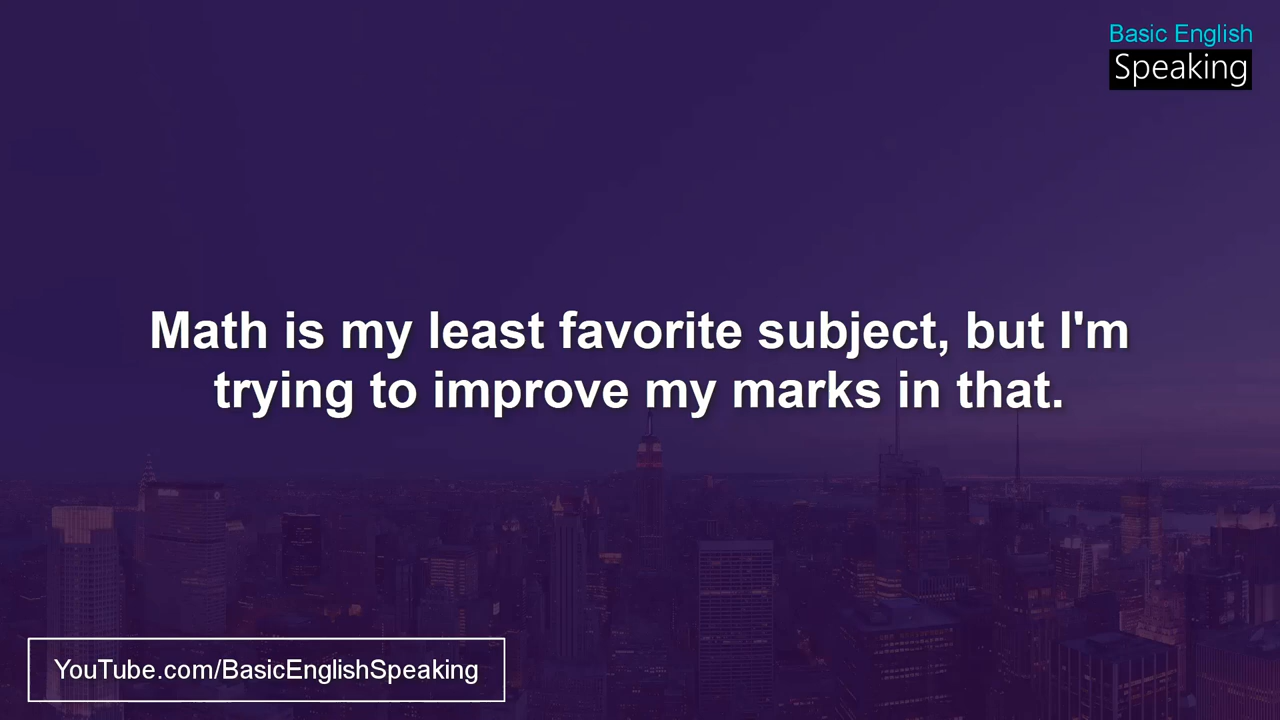 Basic English
Speaking
Math is my least favorite subject, but I'm
trying to improve my marks in that.
YouTube.com/BasicEnglishSpeaking